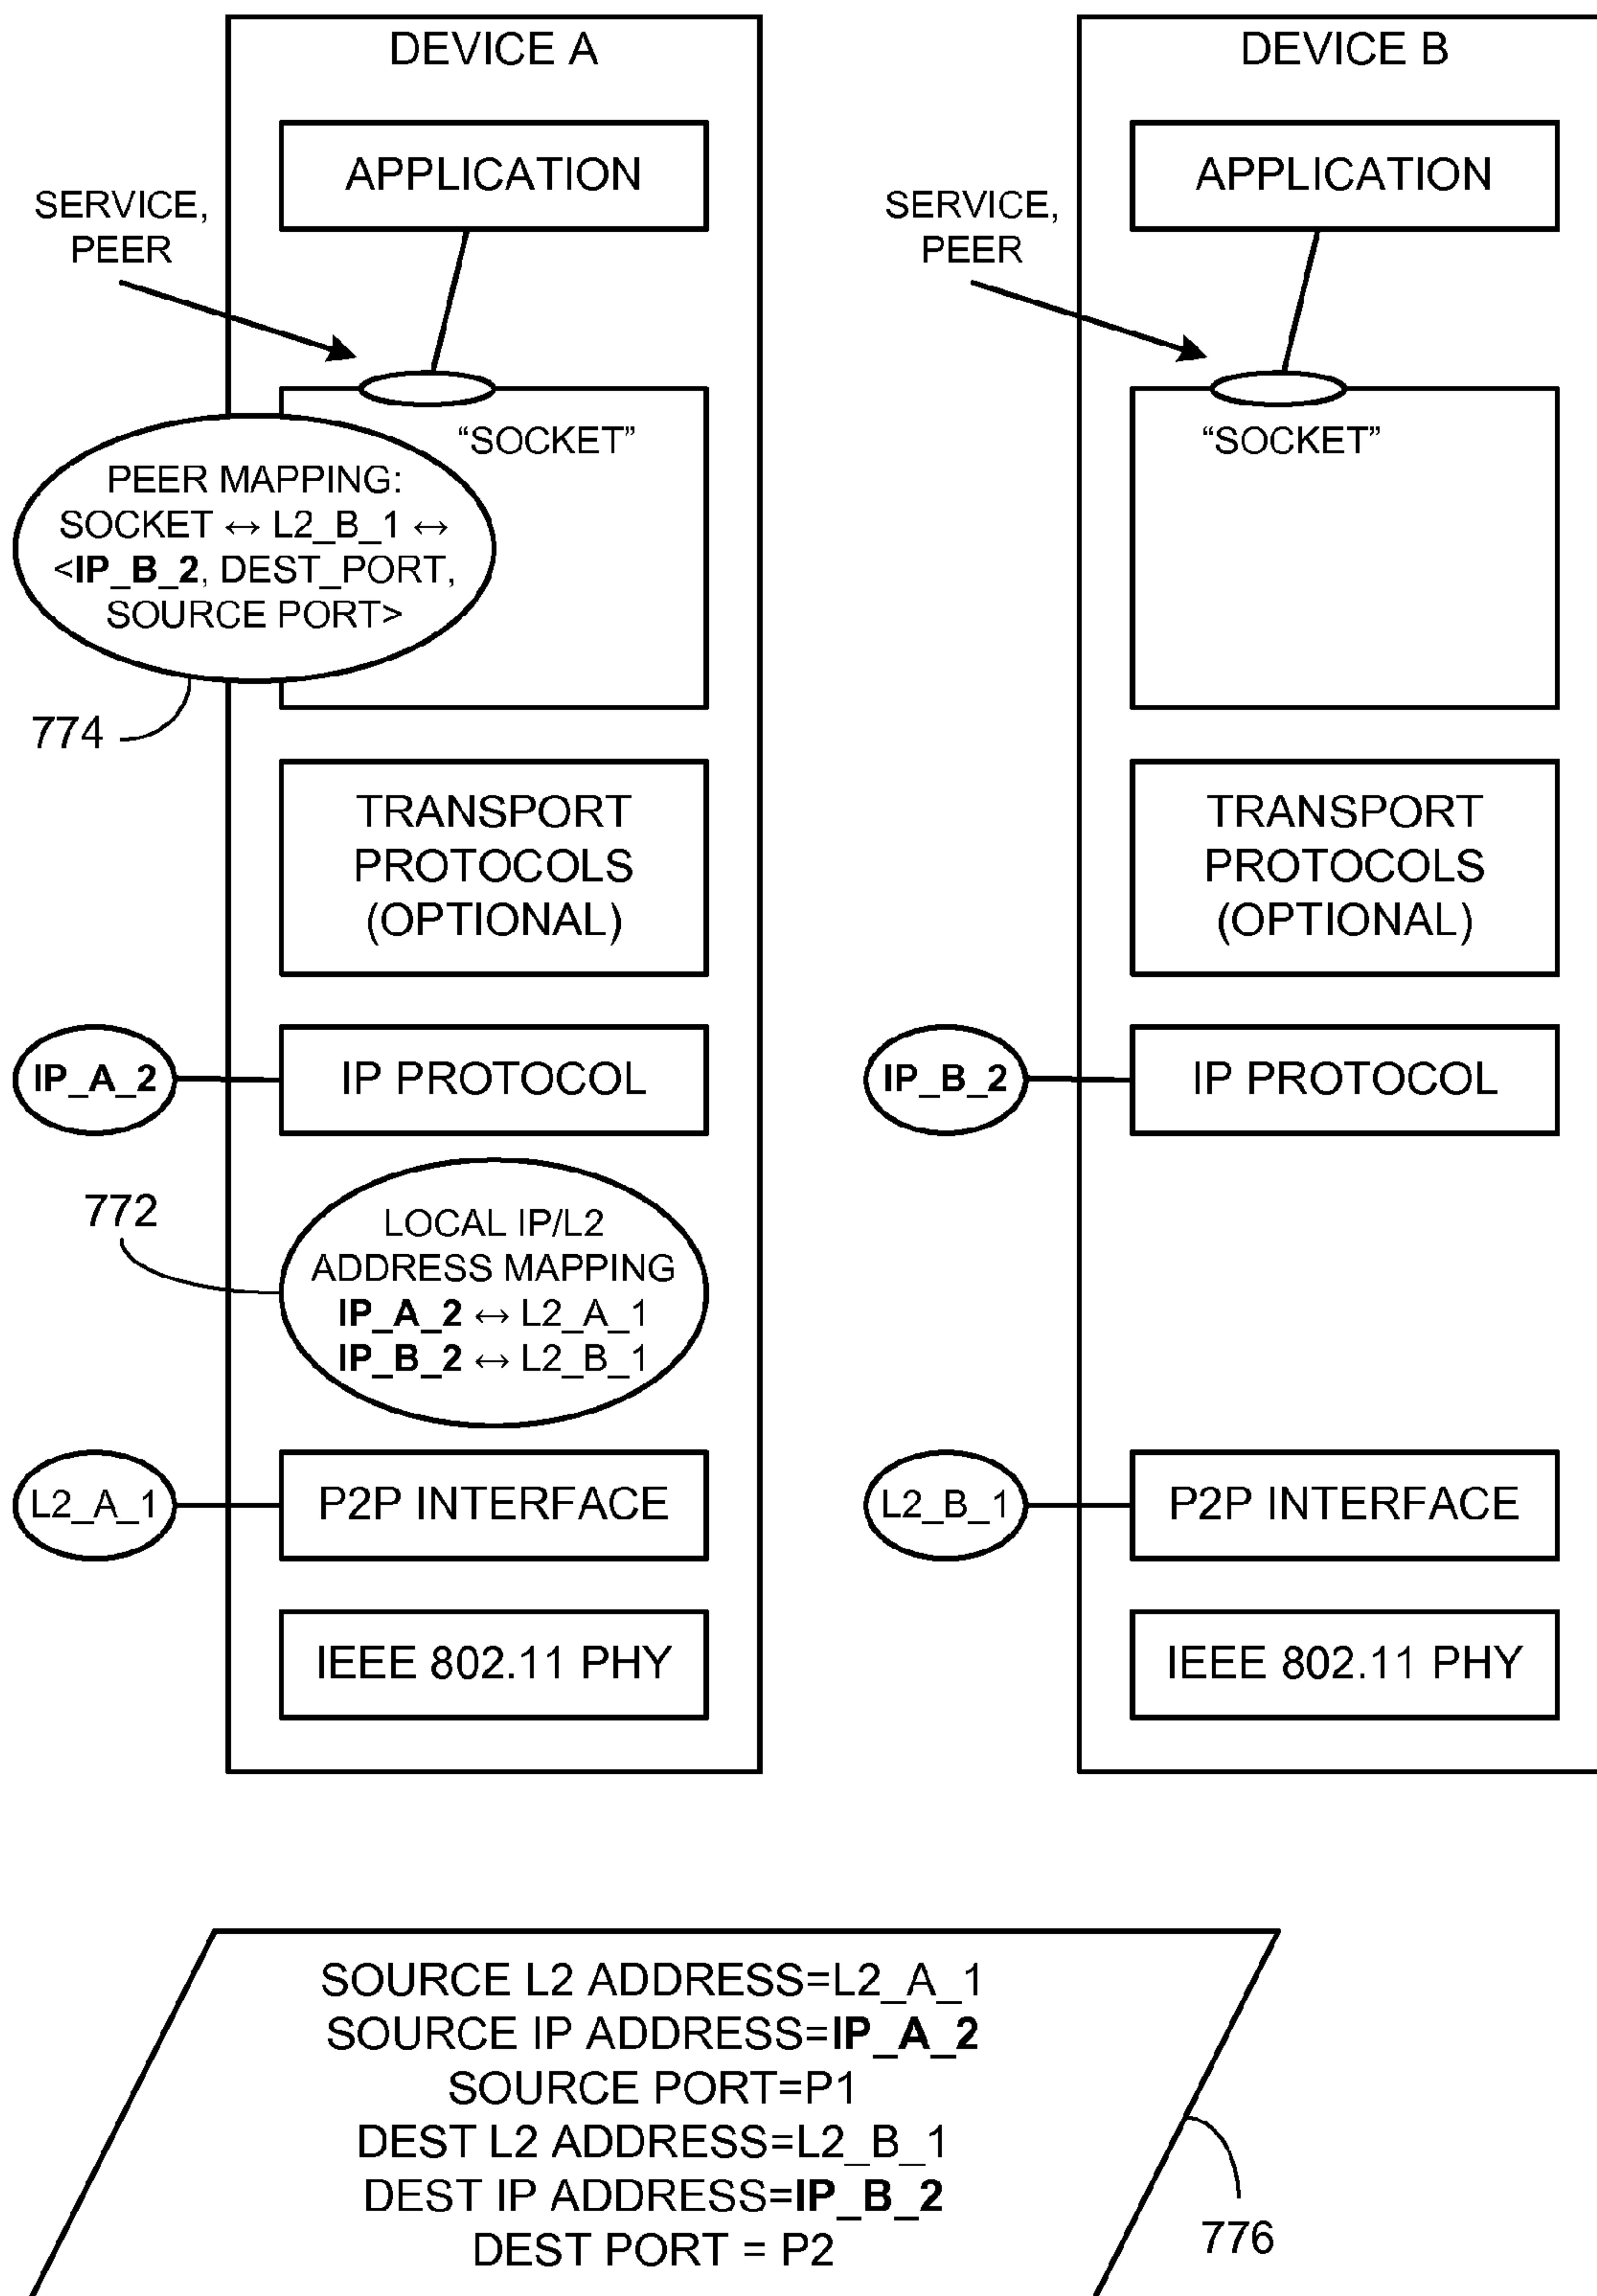 DEVICE A
APPLICATION
SERVICE,
PEER
"SOCKET"
PEER MAPPING:
SOCKET ↔ L2_B_1 ↔
<IP_B_2, DEST_PORT,
SOURCE PORT>
774
TRANSPORT
PROTOCOLS
(OPTIONAL)
IP_A_2
IP PROTOCOL
772
LOCAL IP/L2
ADDRESS MAPPING
IP_A_2 ↔ L2_A_1
IP_B_2 ↔ L2_B_1
L2_A_1
P2P INTERFACE
IEEE 802.11 PHY
DEVICE B
APPLICATION
SERVICE,
PEER
"SOCKET"
TRANSPORT
PROTOCOLS
(OPTIONAL)
IP_B_2
IP PROTOCOL
L2_B_1
P2P INTERFACE
IEEE 802.11 PHY
SOURCE L2 ADDRESS=L2_A_1
SOURCE IP ADDRESS=IP_A_2
SOURCE PORT=P1
DEST L2 ADDRESS=L2_B_1
DEST IP ADDRESS=IP_B_2
DEST PORT = P2
776